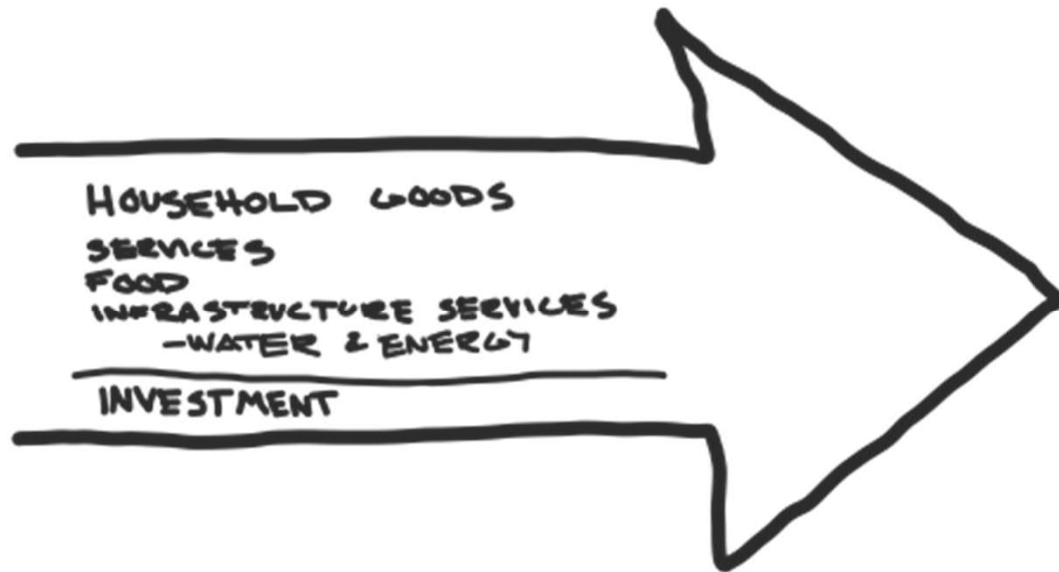 HOUSEHOLD GOODS
SERVICES
FOOD
INFRASTRUCTURE SERVICES
-WATER & ENERGY
INVESTMENT